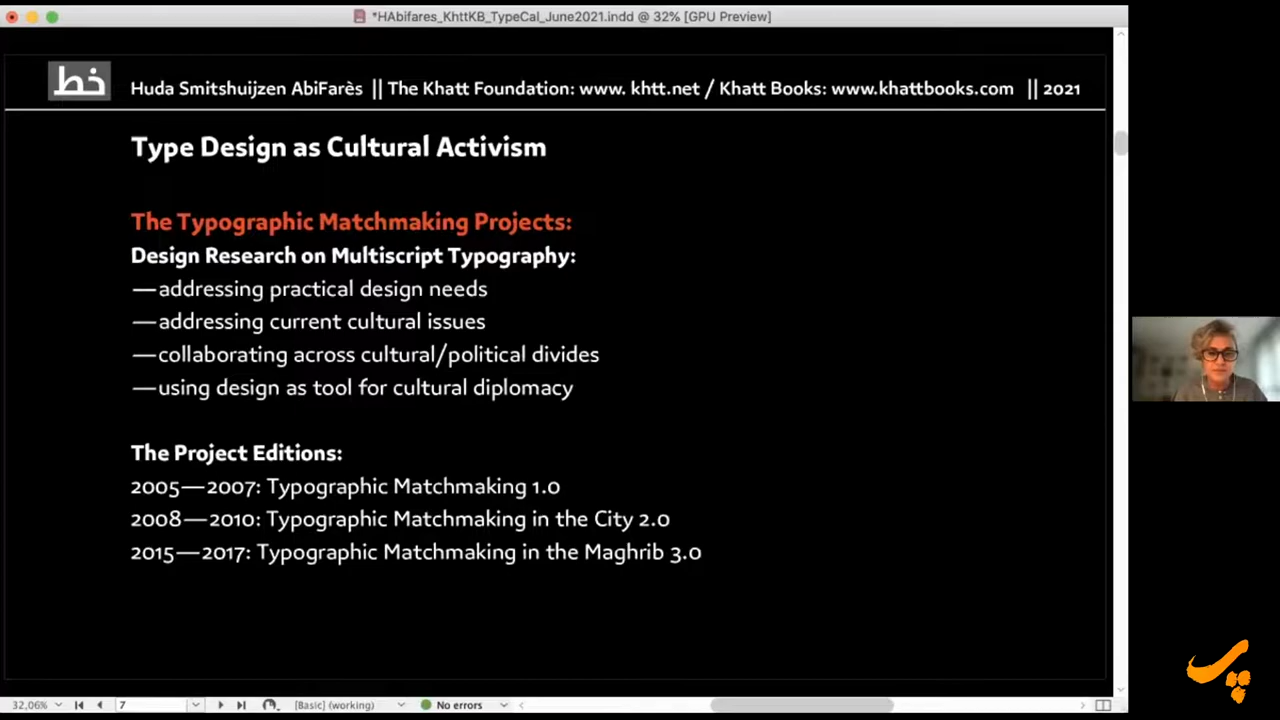 *HAbifares_KhttKB_TypeCal_June2021.indd @ 32% [GPU Preview]
خط
Huda Smitshuijzen AbiFarès || The Khatt Foundation: www. khtt.net / Khatt Books: www.khattbooks.com || 2021
Type Design as Cultural Activism
The Typographic Matchmaking Projects:
Design Research on Multiscript Typography:
—addressing practical design needs
—addressing current cultural issues
—collaborating across cultural/political divides
—using design as tool for cultural diplomacy
The Project Editions:
2005—2007: Typographic Matchmaking 1.0
2008—2010: Typographic Matchmaking in the City 2.0
2015—2017: Typographic Matchmaking in the Maghrib 3.0
32,06% 7 [Basic] (working) No errors